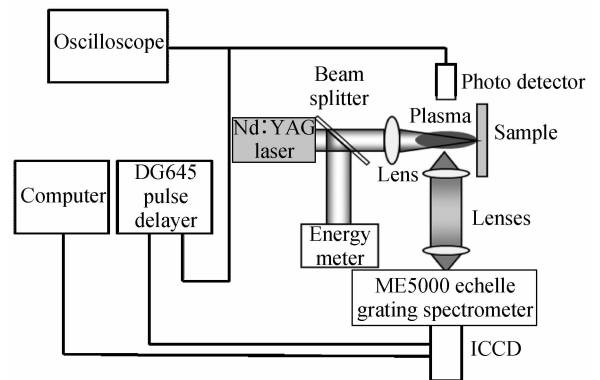 Oscilloscope
Beam
splitter
Photo detector
Plasma
Nd:YAG
laser
Sample
Lens
DG645
pulse
delayer
Computer
Lenses
Energy
meter
ME5000 echelle
grating spectrometer
ICCD